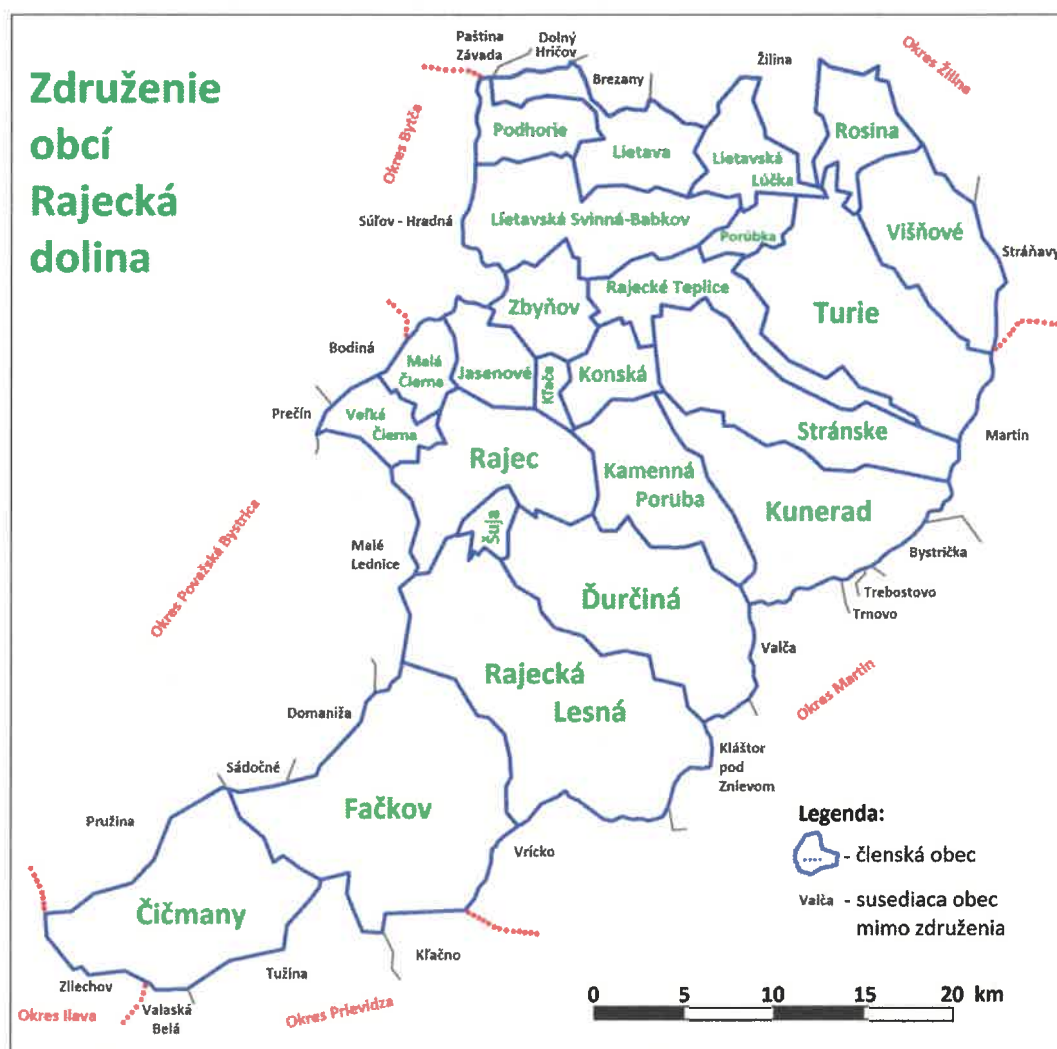 Združenie
obcí
Rajecká
dolina
Paština
Závada
Dolný
Hričov
Brezany
Žilina
Okres Žilina
Okres Bytča
Podhorie
Lietava
Lietavská
Lúčka
Rosina
Súľov - Hradná
Lietavská Svinná-Babkov
Porúbka
Višňové
Stráňavy
Rajecké Teplice
Zbyňov
Turie
Bodiná
Malá
Čierna
Jasenové
Kľače
Konská
Prečín
Veľká
Čierna
Rajec
Stránske
Martin
Kamenná
Poruba
Kunerad
Šuja
Malé
Lednice
Okres Považská Bystrica
Bystrička
Trebostovo
Trnovo
Ďurčiná
Valča
Okres Martin
Rajecká
Lesná
Domaniža
Kláštor
pod
Znievom
Sádočné
Pružina
Fačkov
Vrícko
Čičmany
Kľačno
Tužina
Zliechov
Valaská
Belá
Okres Ilava
Okres Prievidza
Legenda:
- členská obec
Valča - susediaca obec
mimo združenia
0 5 10 15 20 km